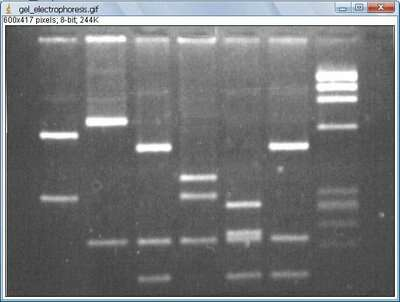 gel_electrophoresis.gif
600x417 pixels; 8-bit; 244K